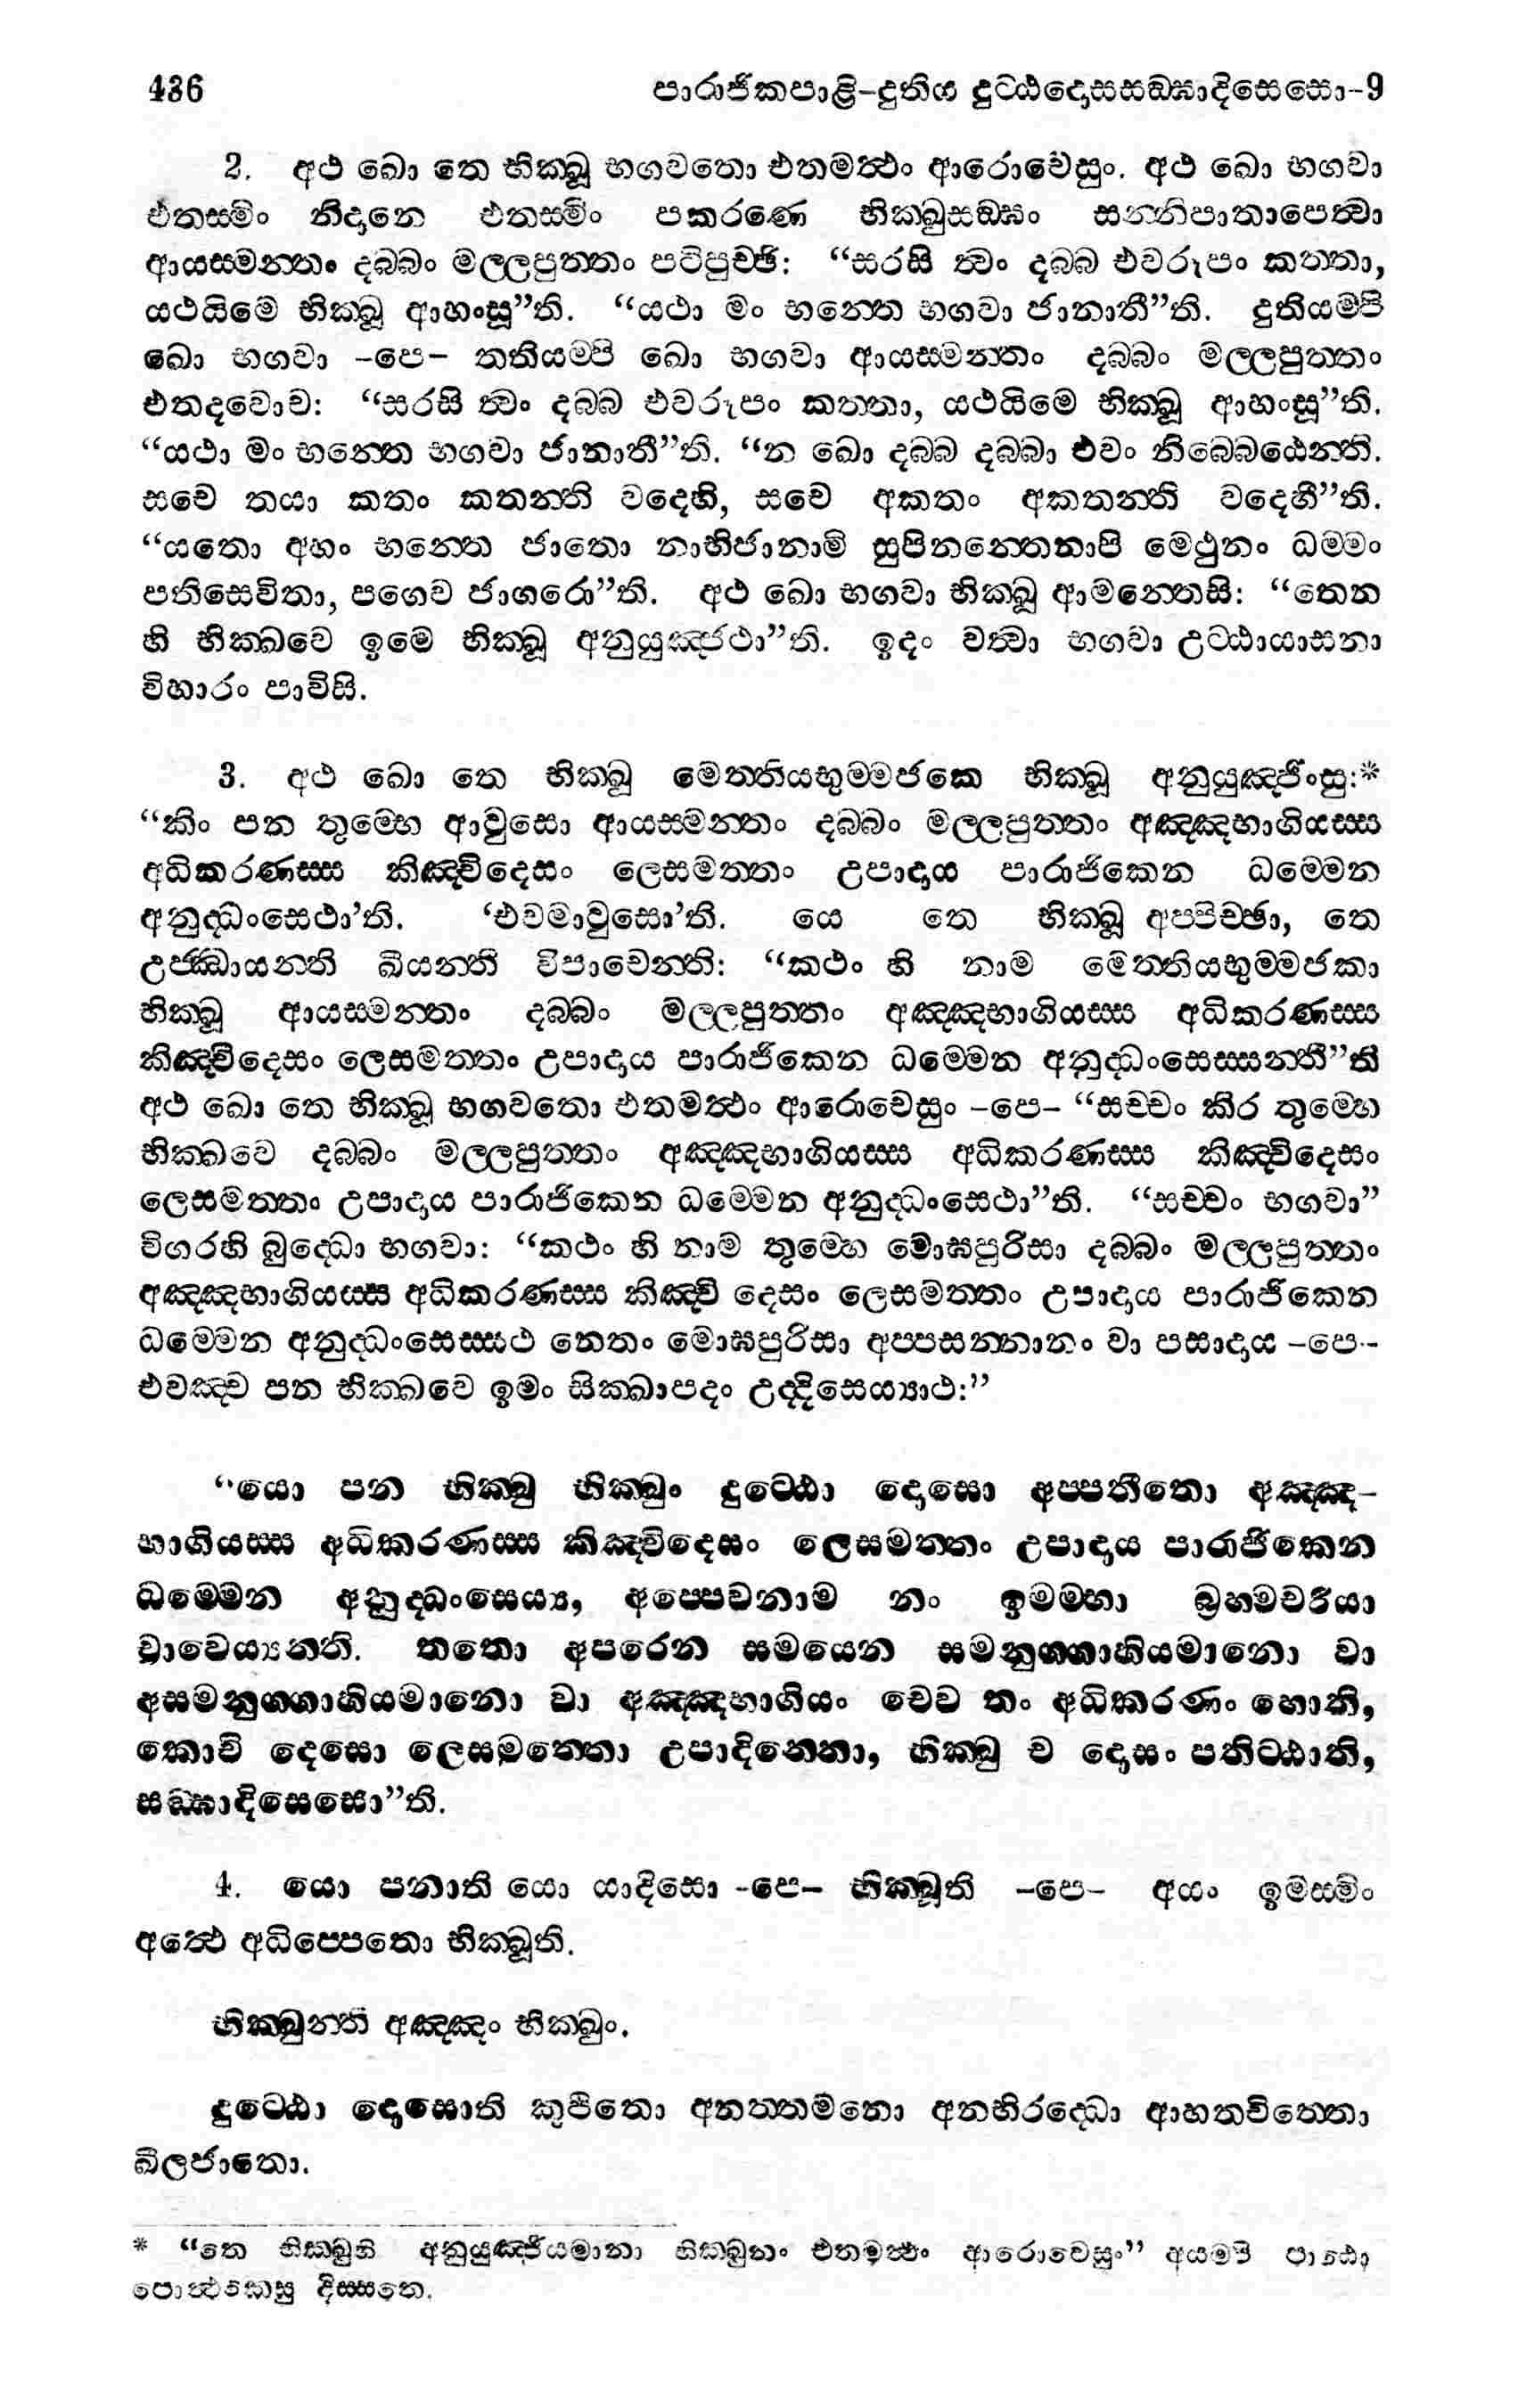 436 පාරාජිකපාළි-දුතිය දුට්ඨදොසසඞ්ඝාදිසෙසො-9
2. අථ ඛො තෙ භික්ඛූ භගවතො එතමත්ථං ආරොචෙසුං. අථ ඛො භගවා
එතස්මිං නිදානෙ එතස්මිං පකරණෙ භික්ඛුසඞ්ඝං සන්නිපාතාපෙත්වා
ආයස්මන්තං දබ්බං මල්ලපුත්තං පටිපුච්ඡි: “සරසි ත්වං දබ්බ එවරූපං කත්තා,
යථයිමෙ භික්ඛූ ආහංසූ”ති. “යථා මං භන්තෙ භගවා ජානාතී”ති. දුතියම්පි
ඛො භගවා -පෙ- තතියම්පි ඛො භගවා ආයස්මන්තං දබ්බං මල්ලපුත්තං
එතදවොච: “සරසි ත්වං දබ්බ එවරූපං කත්තා, යථයිමෙ භික්ඛූ ආහංසූ”ති.
“යථා මං භන්තෙ භගවා ජානාතී”ති. “න ඛො දබ්බ දබ්බා එවං නිබ්බෙඨෙන්ති.
සචෙ තයා කතං කතන්ති වදෙහි, සචෙ අකතං අකතන්ති වදෙහී”ති.
“යතො අහං භන්තෙ ජාතො නාභිජානාමි සුපිනන්තෙනාපි මෙථුනං ධම්මං
පතිසෙවිතා, පගෙව ජාගරො”ති. අථ ඛො භගවා භික්ඛූ ආමන්තෙසි: “තෙන
හි භික්ඛවෙ ඉමෙ භික්ඛූ අනුයුඤ්ජථා”ති. ඉදං වත්වා භගවා උට්ඨායාසනා
විහාරං පාවිසි.
3. අථ ඛො තෙ භික්ඛූ මෙත්තියභුම්මජකෙ භික්ඛූ අනුයුඤ්ජිංසු:*
“කිං පන තුම්හෙ ආවුසො ආයස්මන්තං දබ්බං මල්ලපුත්තං අඤ්ඤභාගියස්ස
අධිකරණස්ස කිඤ්චිදෙසං ලෙසමත්තං උපාදාය පාරාජිකෙන ධම්මෙන
අනුද්ධංසෙථා’ති. ‘එවමාවුසො’ති. යෙ තෙ භික්ඛූ අප්පිච්ඡා, තෙ
උජ්ඣායන්ති ඛීයන්ති විපාචෙන්ති: “කථං හි නාම මෙත්තියභුම්මජකා
භික්ඛූ ආයස්මන්තං දබ්බං මල්ලපුත්තං අඤ්ඤභාගියස්ස අධිකරණස්ස
කිඤ්චිදෙසං ලෙසමත්තං උපාදාය පාරාජිකෙන ධම්මෙන අනුද්ධංසෙස්සන්තී”ති
අථ ඛො තෙ භික්ඛූ භගවතො එතමත්ථං ආරොචෙසුං -පෙ- “සච්චං කිර තුම්හෙ
භික්ඛවෙ දබ්බං මල්ලපුත්තං අඤ්ඤභාගියස්ස අධිකරණස්ස කිඤ්චිදෙසං
ලෙසමත්තං උපාදාය පාරාජිකෙන ධම්මෙන අනුද්ධංසෙථා”ති. “සච්චං භගවා”
විගරහි බුද්ධො භගවා: “කථං හි නාම තුම්හෙ මොඝපුරිසා දබ්බං මල්ලපුත්තං
අඤ්ඤභාගියස්ස අධිකරණස්ස කිඤ්චි දෙසං ලෙසමත්තං උපාදාය පාරාජිකෙන
ධම්මෙන අනුද්ධංසෙස්සථ නෙතං මොඝපුරිසා අප්පසන්නානං වා පසාදාය -පෙ-
එවඤ්ච පන භික්ඛවෙ ඉමං සික්ඛාපදං උද්දිසෙය්‍යාථ:”
“යො පන භික්ඛු භික්ඛුං දුට්ඨො දොසො අප්පතීතො අඤ්ඤ-
භාගියස්ස අධිකරණස්ස කිඤ්චිදෙසං ලෙසමත්තං උපාදාය පාරාජිකෙන
ධම්මෙන අනුද්ධංසෙය්‍ය, අප්පෙවනාම නං ඉමම්හා බ්‍රහ්මචරියා
චාවෙය්‍යන්ති. තතො අපරෙන සමයෙන සමනුග්ගාහියමානො වා
අසමනුග්ගාහියමානො වා අඤ්ඤභාගියං චෙව තං අධිකරණං හොති,
කොචි දෙසො ලෙසමත්තො උපාදින්නො, භික්ඛු ච දොසං පතිට්ඨාති,
සඞ්ඝාදිසෙසො”ති.
4. යො පනාති යො යාදිසො -පෙ- භික්ඛූති -පෙ- අයං ඉමස්මිං
අත්ථෙ අධිප්පෙතො භික්ඛූති.
භික්ඛුන්ති අඤ්ඤං භික්ඛුං.
දුට්ඨො දොසොති කුපිතො අනත්තමනො අනභිරද්ධො ආහතචිත්තො
ඛිලජාතො.
* “තෙ භික්ඛූහි අනුයුඤ්ජියමානා භික්ඛූනං එතමත්ථං ආරොචෙසුං” අයම්පි පාඨො
පොත්ථකෙසු දිස්සතෙ.